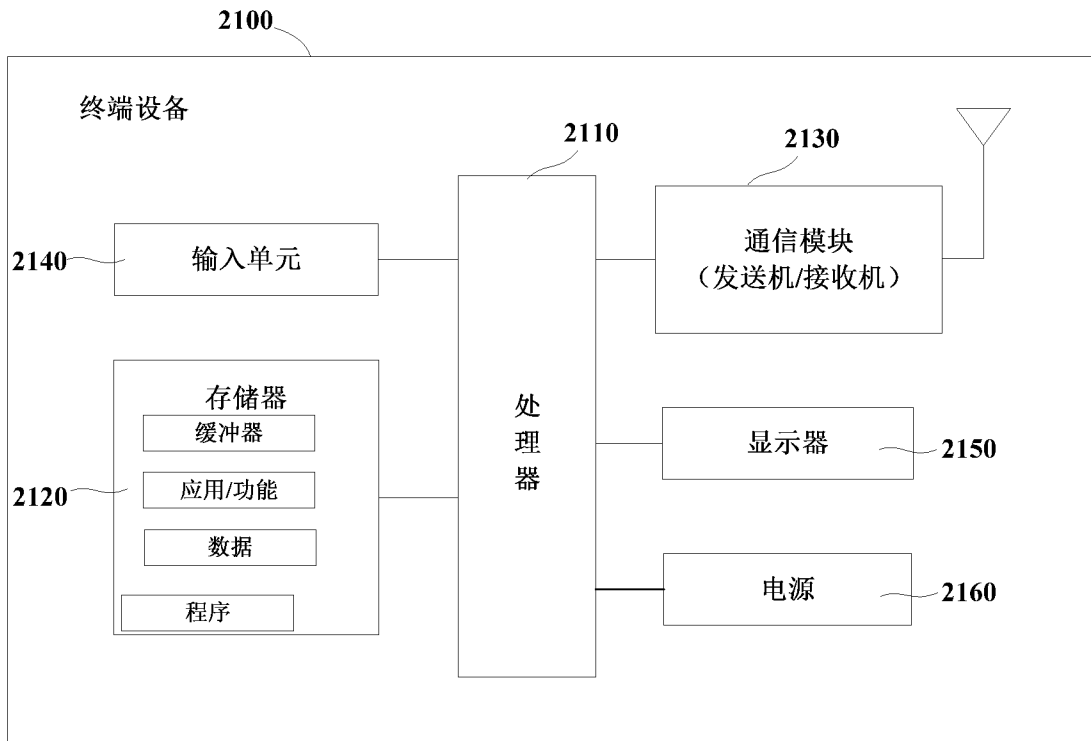 2100
终端设备
2110
2130
2140
输入单元
通信模块
(发送机/接收机)
存储器
缓冲器
应用/功能
数据
程序
2120
处理器
显示器
2150
电源
2160